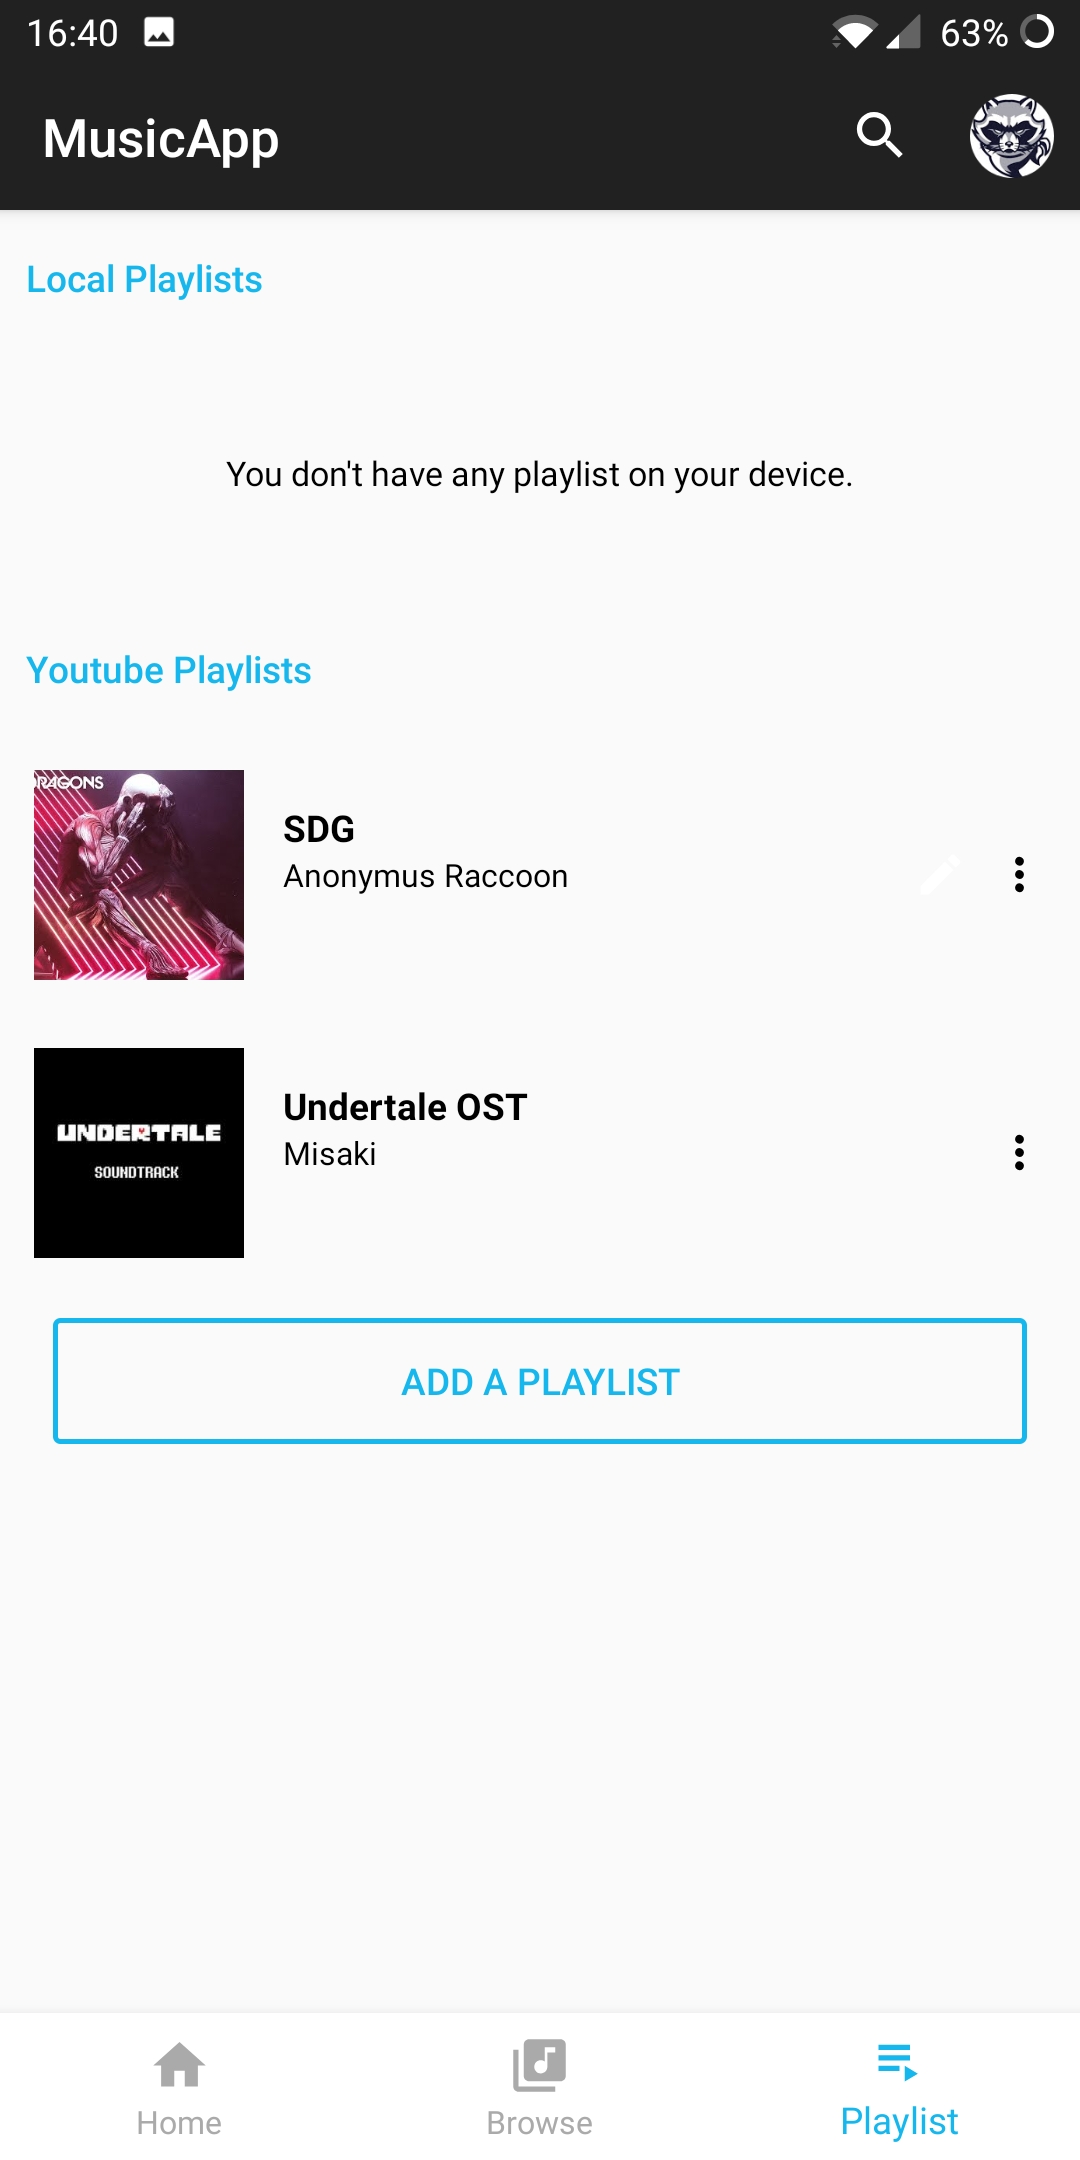 16:40
63%
MusicApp
Local Playlists
You don't have any playlist on your device.
Youtube Playlists
RAGONS
SDG
Anonymus Raccoon
UNDERTALE
SOUNDTRACK
Undertale OST
Misaki
ADD A PLAYLIST
Home
Browse
Playlist